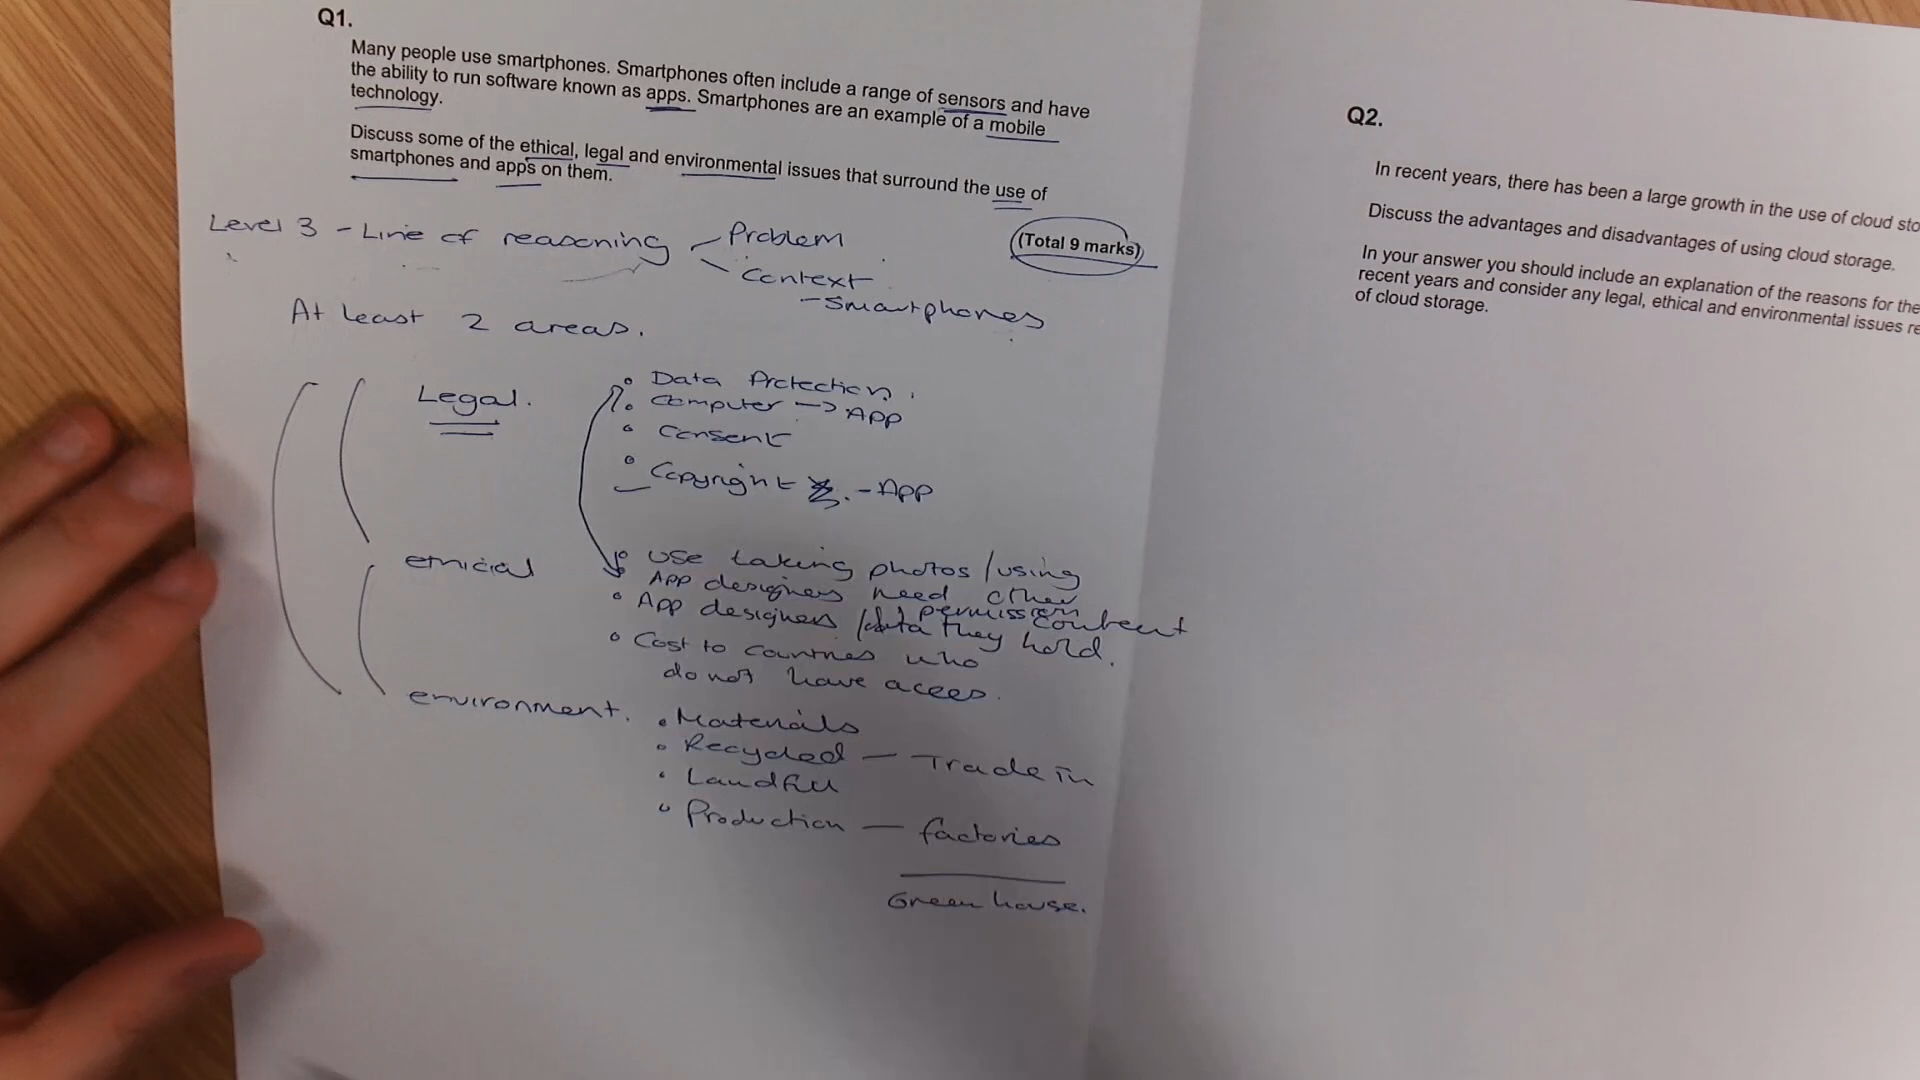 Q1.
Many people use smartphones. Smartphones often include a range of sensors and have
the ability to run software known as apps. Smartphones are an example of a mobile
technology.
Discuss some of the ethical, legal and environmental issues that surround the use of
smartphones and apps on them.
(Total 9 marks)
Level 3 - Line of reasoning
Problem
Context
- Smartphones
At least 2 areas.
Legal.
Data Protection.
Computer -> App
Consent
Copyright - App
ethicial
use taking photos / using
App designers need other
permission content
App designers / data they hold.
Cost to countries who
do not have acces.
environment.
Materials
Recycled - Trade in
Landfill
Production - factories
Green house.
Q2.
In recent years, there has been a large growth in the use of cloud sto
Discuss the advantages and disadvantages of using cloud storage.
In your answer you should include an explanation of the reasons for the
recent years and consider any legal, ethical and environmental issues re
of cloud storage.